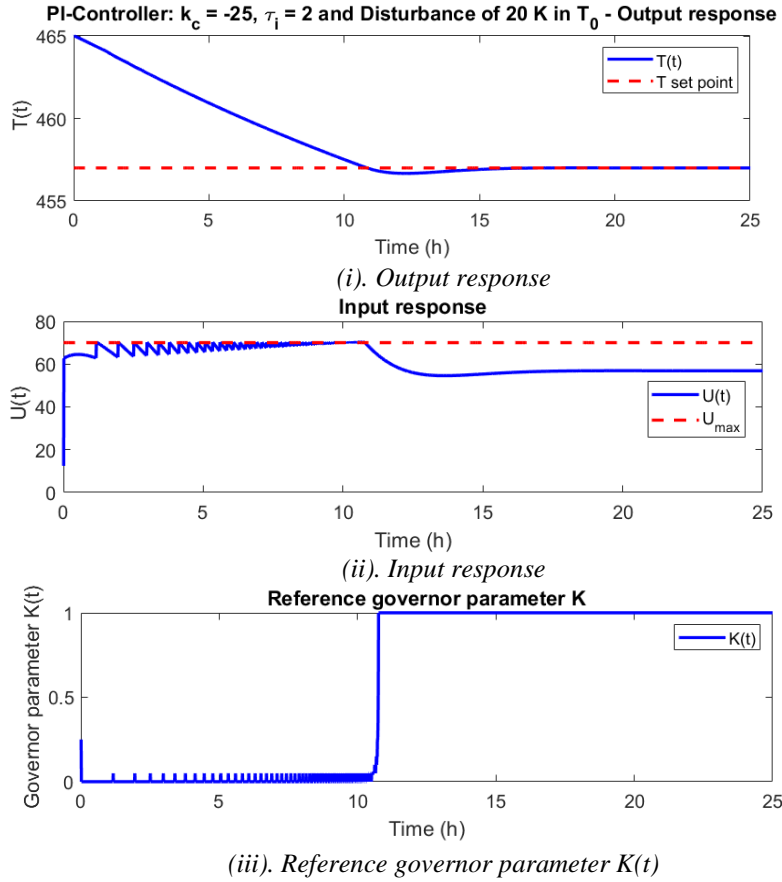 PI-Controller: k_c = -25, τ_i = 2 and Disturbance of 20 K in T_0 - Output response
465
460
455
T(t)
T(t)
T set point
0 5 10 15 20 25
Time (h)
(i). Output response
Input response
80
60
40
20
0
U(t)
U(t)
U_max
0 5 10 15 20 25
Time (h)
(ii). Input response
Reference governor parameter K
1
0.5
0
Governor parameter K(t)
K(t)
0 5 10 15 20 25
Time (h)
(iii). Reference governor parameter K(t)